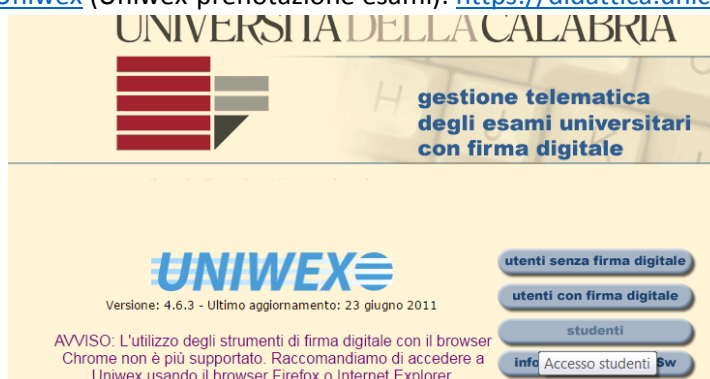 Uniwex (Uniwex prenotazione esami): https://didattica.unic
UNIVERSITÀ DELLA CALABRIA
gestione telematica
degli esami universitari
con firma digitale
UNIWEX
Versione: 4.6.3 - Ultimo aggiornamento: 23 giugno 2011
utenti senza firma digitale
utenti con firma digitale
studenti
info
Accesso studenti
Sw
AVVISO: L'utilizzo degli strumenti di firma digitale con il browser
Chrome non è più supportato. Raccomandiamo di accedere a
Uniwex usando il browser Firefox o Internet Explorer